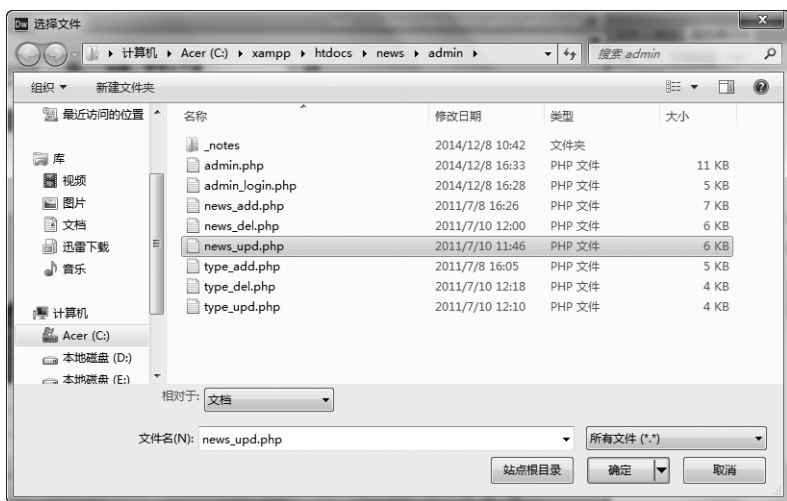 Dw 选择文件 x
计算机 ▸ Acer (C:) ▸ xampp ▸ htdocs ▸ news ▸ admin ▸ 搜索 admin
组织 ▼ 新建文件夹
最近访问的位置
库
视频
图片
文档
迅雷下载
音乐
计算机
Acer (C:)
本地磁盘 (D:)
本地磁盘 (E:)
名称 修改日期 类型 大小
_notes 2014/12/8 10:42 文件夹
admin.php 2014/12/8 16:33 PHP 文件 11 KB
admin_login.php 2014/12/8 16:28 PHP 文件 5 KB
news_add.php 2011/7/8 16:26 PHP 文件 7 KB
news_del.php 2011/7/10 12:00 PHP 文件 6 KB
news_upd.php 2011/7/10 11:46 PHP 文件 6 KB
type_add.php 2011/7/8 16:05 PHP 文件 5 KB
type_del.php 2011/7/10 12:18 PHP 文件 4 KB
type_upd.php 2011/7/10 12:10 PHP 文件 4 KB
相对于: 文档
文件名(N): news_upd.php 所有文件 (*.*)
站点根目录 确定 取消